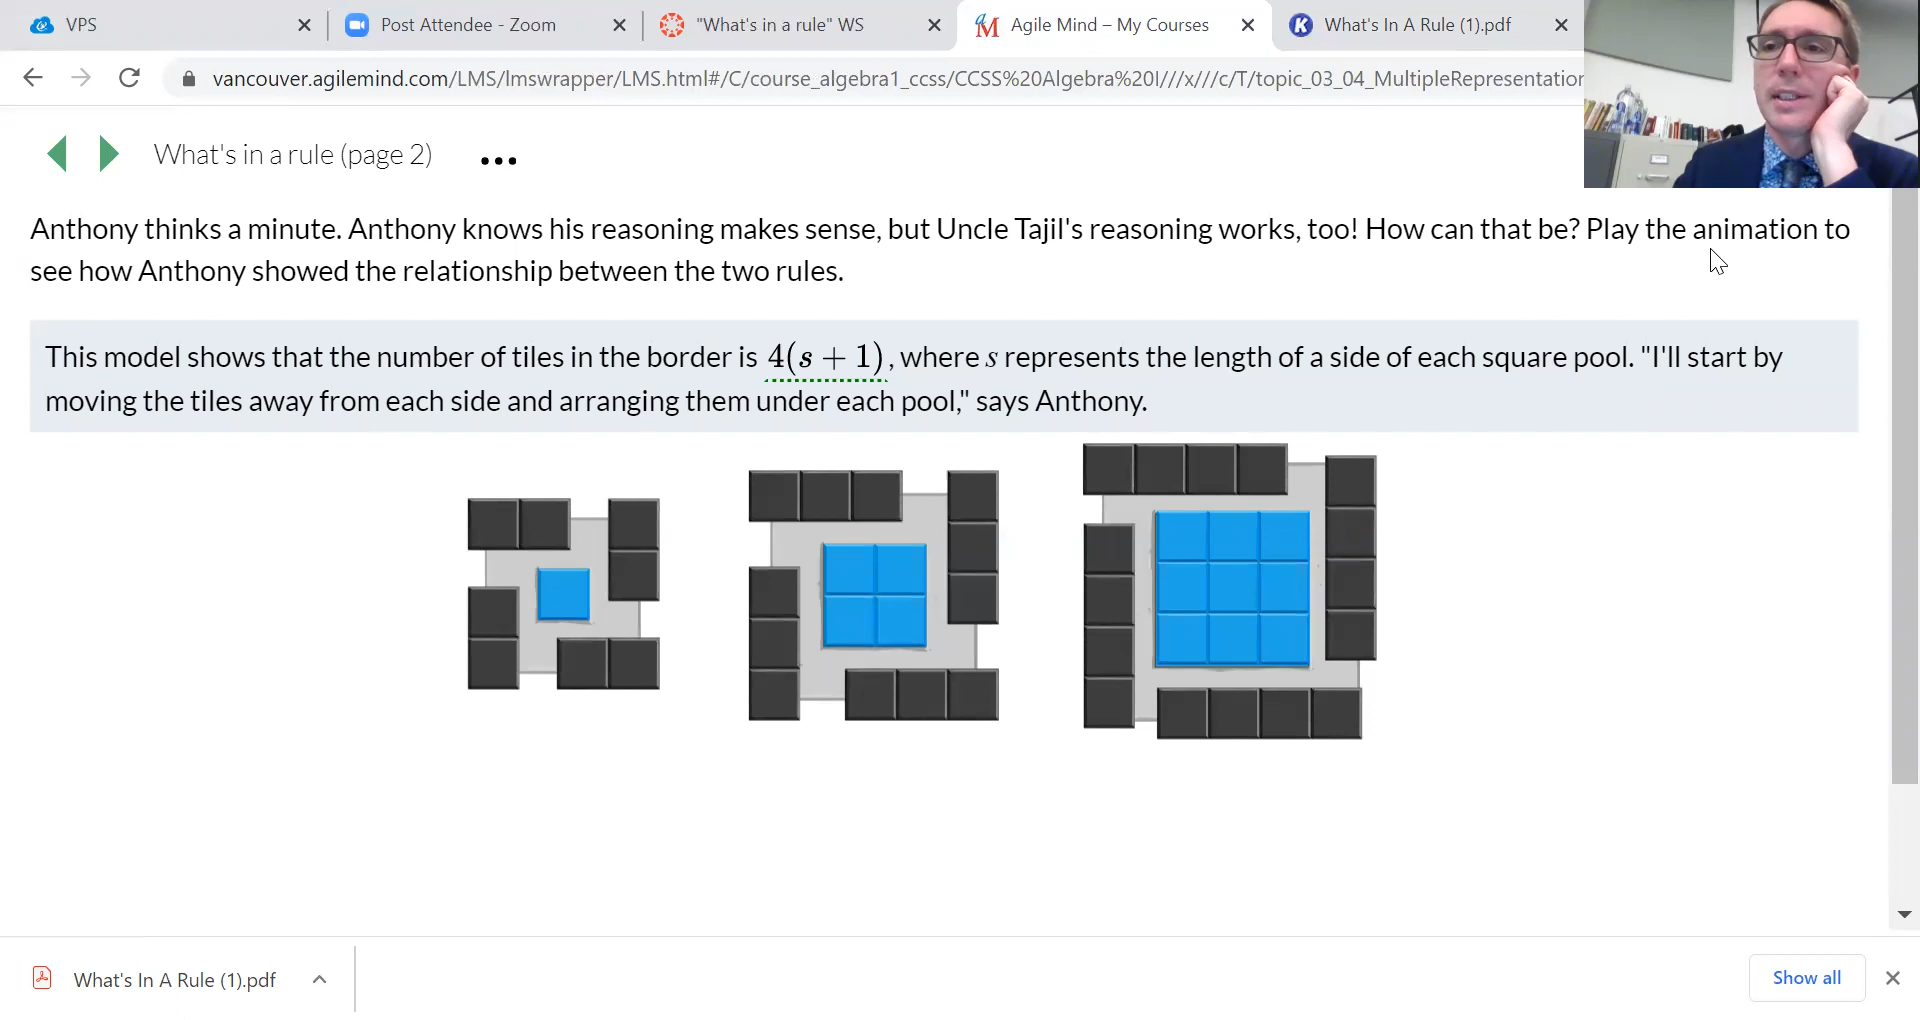 VPS
Post Attendee - Zoom
"What's in a rule" WS
Agile Mind – My Courses
What's In A Rule (1).pdf
vancouver.agilemind.com/LMS/lmswrapper/LMS.html#/C/course_algebra1_ccss/CCSS%20Algebra%20I///x///c/T/topic_03_04_MultipleRepresentation
What's in a rule (page 2)
Anthony thinks a minute. Anthony knows his reasoning makes sense, but Uncle Tajil's reasoning works, too! How can that be? Play the animation to
see how Anthony showed the relationship between the two rules.
This model shows that the number of tiles in the border is 4(s + 1), where s represents the length of a side of each square pool. "I'll start by
moving the tiles away from each side and arranging them under each pool," says Anthony.
What's In A Rule (1).pdf
Show all